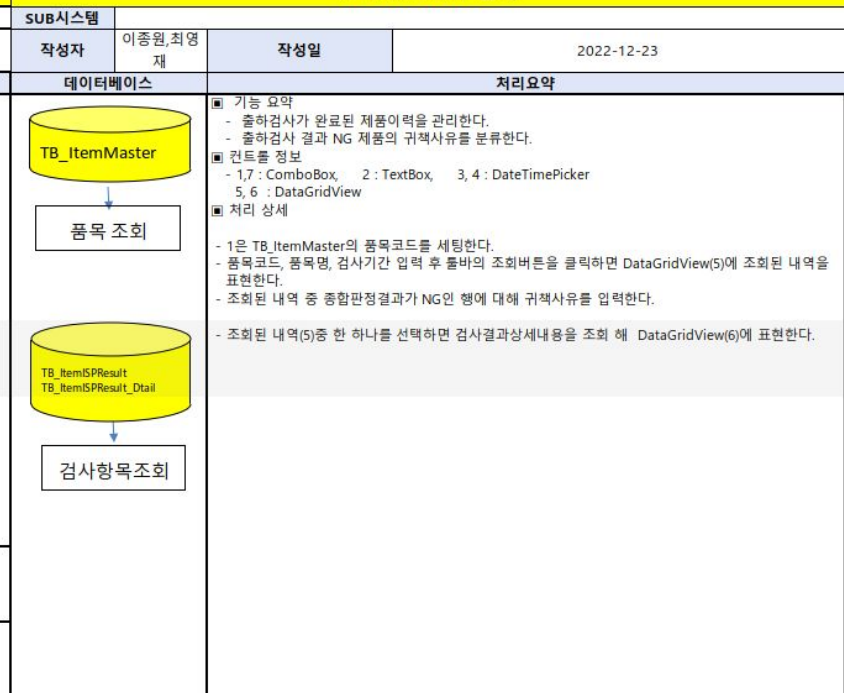 SUB시스템
작성자 이종원,최영재 작성일 2022-12-23
데이터베이스 처리요약
TB_ItemMaster
품목 조회
TB_ItemISPResult
TB_ItemISPResult_Dtail
검사항목조회
▣ 기능 요약
- 출하검사가 완료된 제품이력을 관리한다.
- 출하검사 결과 NG 제품의 귀책사유를 분류한다.
▣ 컨트롤 정보
- 1,7 : ComboBox, 2 : TextBox, 3, 4 : DateTimePicker
5, 6 : DataGridView
▣ 처리 상세
- 1은 TB_ItemMaster의 품목코드를 세팅한다.
- 품목코드, 품목명, 검사기간 입력 후 툴바의 조회버튼을 클릭하면 DataGridView(5)에 조회된 내역을
표현한다.
- 조회된 내역 중 종합판정결과가 NG인 행에 대해 귀책사유를 입력한다.
- 조회된 내역(5)중 한 하나를 선택하면 검사결과상세내용을 조회 해 DataGridView(6)에 표현한다.